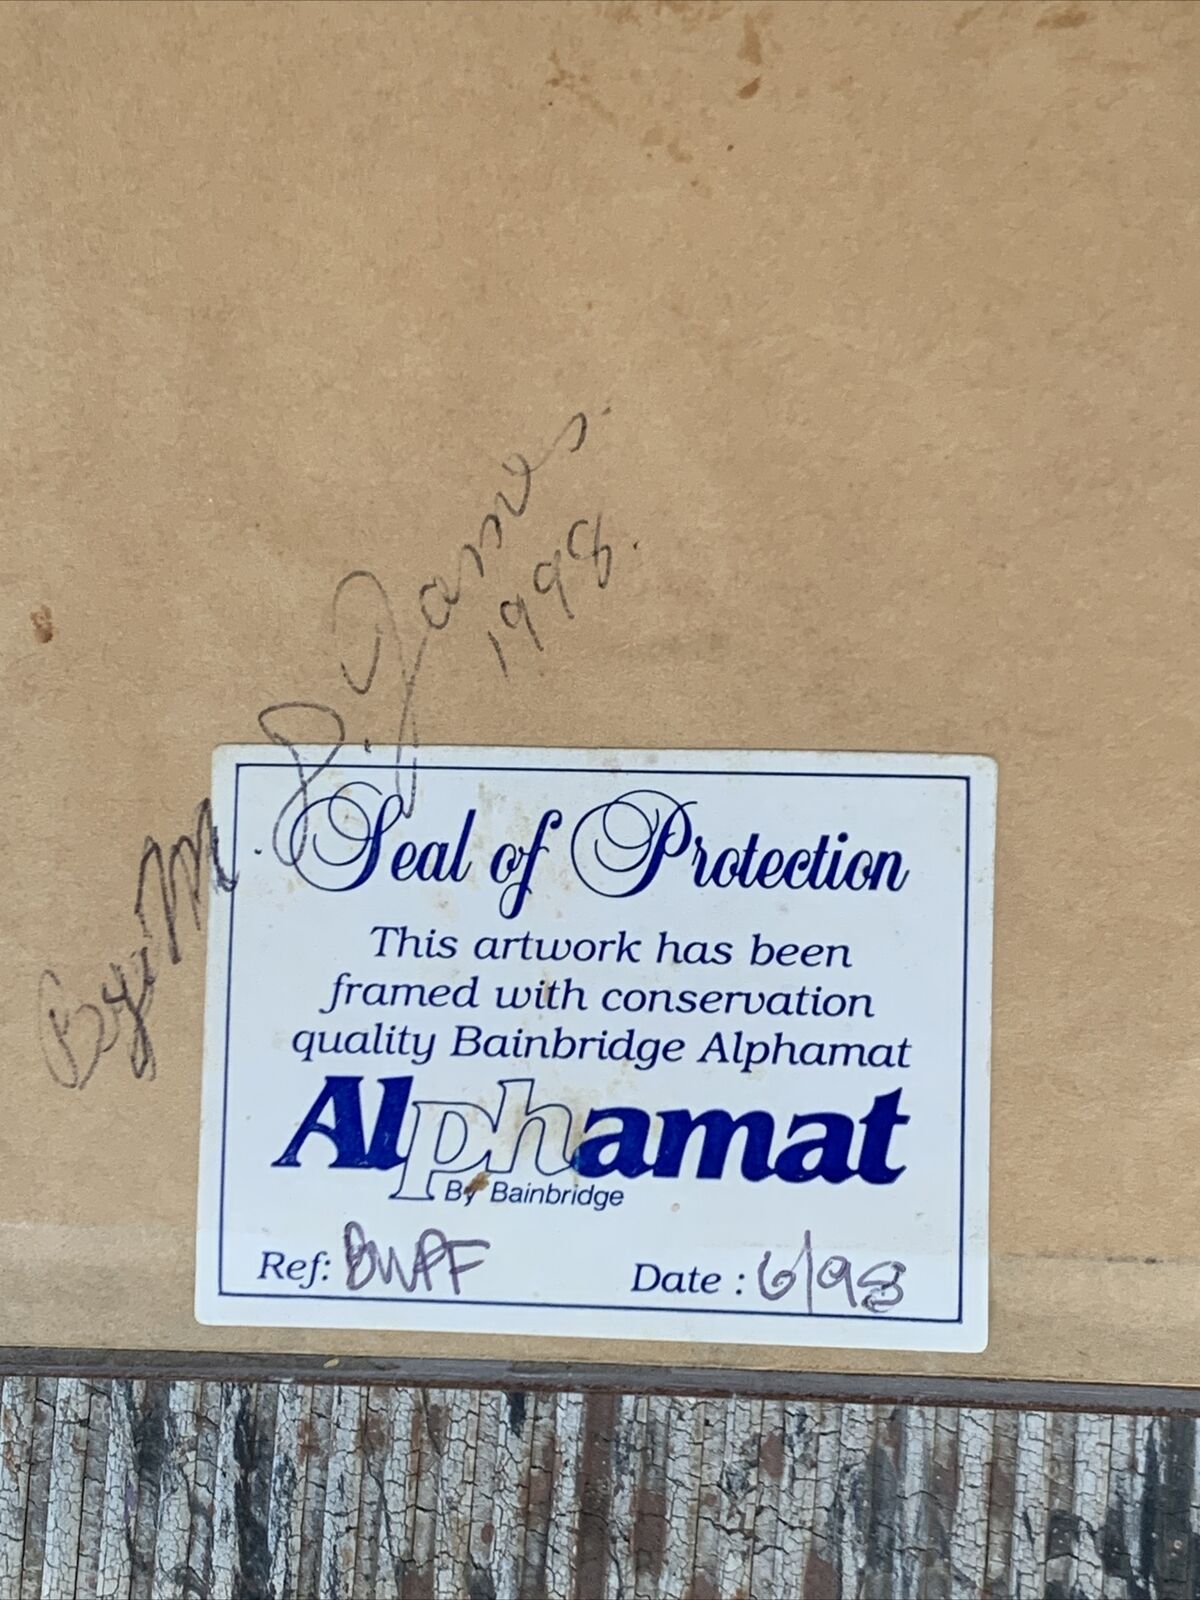 By M. P. James.
1998.
Seal of Protection
This artwork has been
framed with conservation
quality Bainbridge Alphamat
Alphamat
By Bainbridge
Ref: BWPF
Date : 6/98